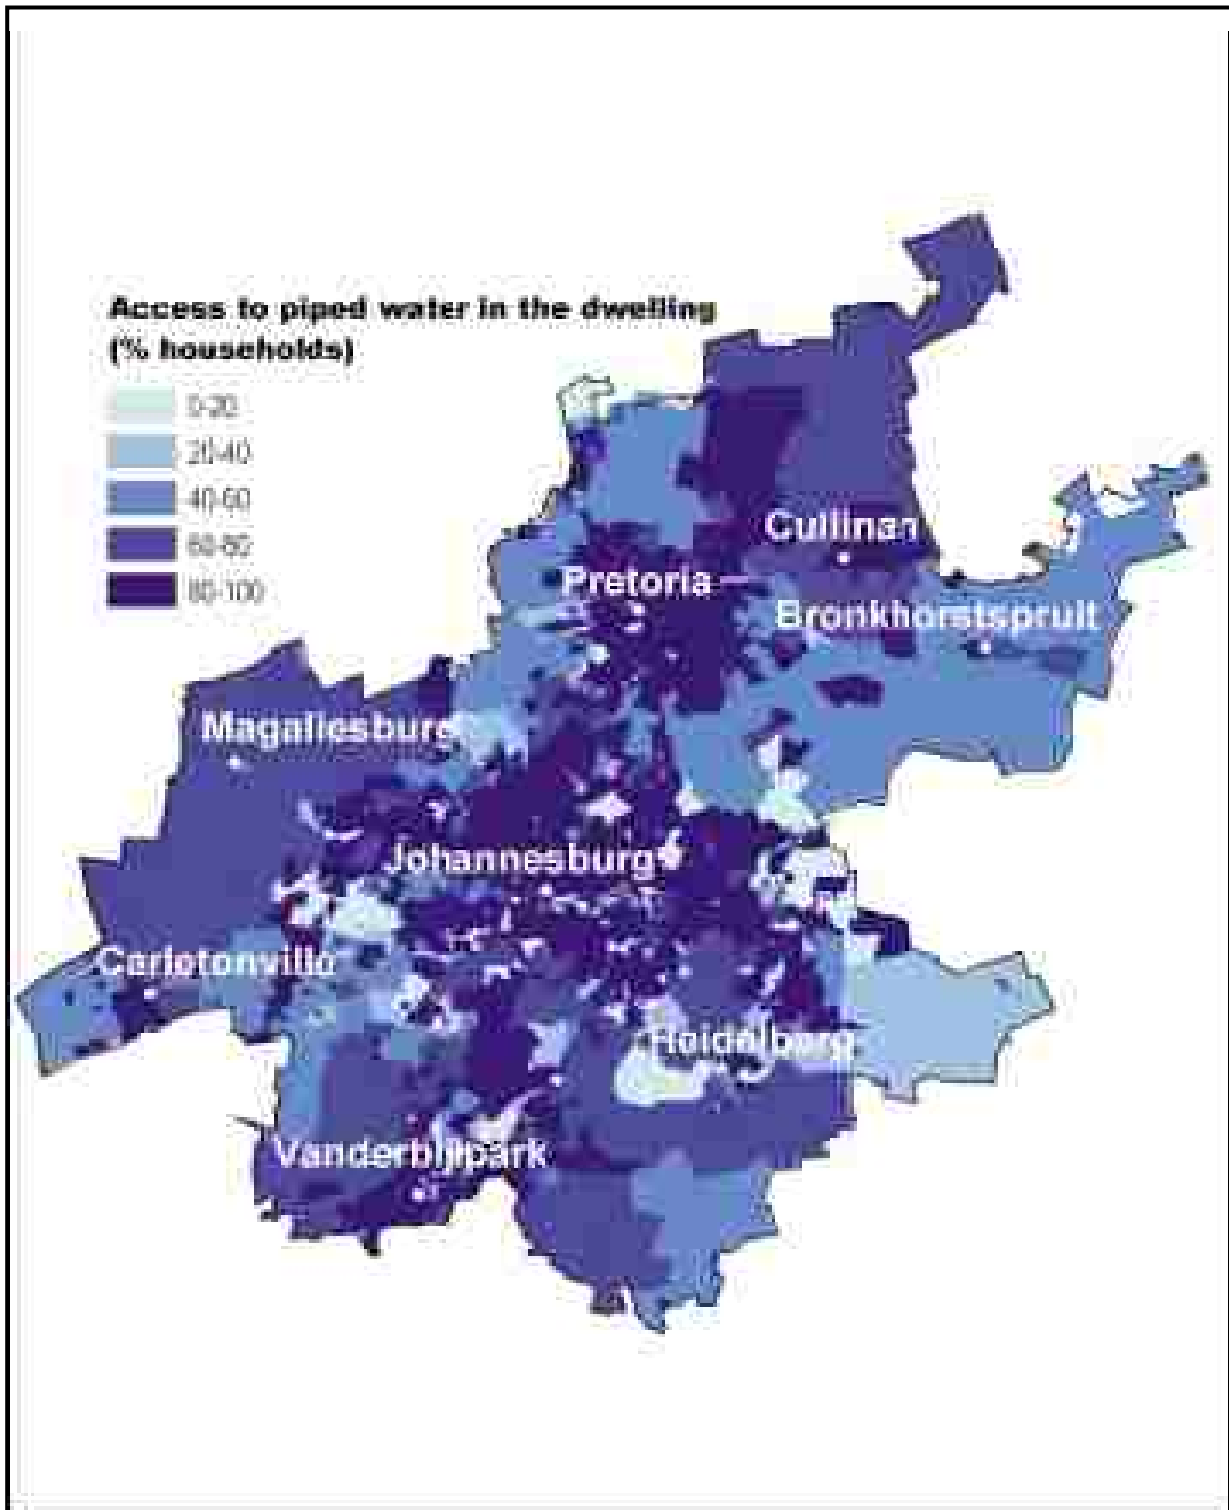 Access to piped water in the dwelling
(% households)
0-20
20-40
40-60
60-80
80-100
Cullinan
Pretoria
Bronkhorstspruit
Magaliesburg
Johannesburg
Carletonville
Heidelberg
Vanderbijlpark